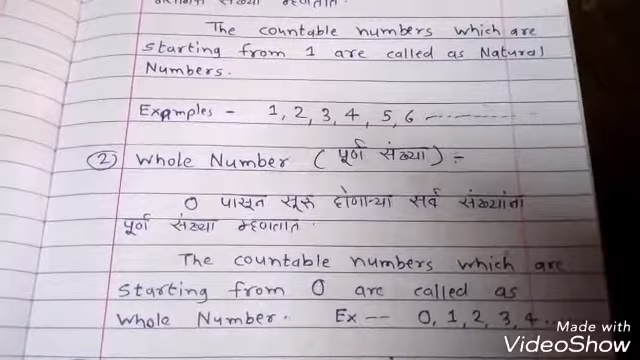 संख्या म्हणतात.
The countable numbers which are
starting from 1 are called as Natural
Numbers.
Examples - 1, 2, 3, 4, 5, 6 ----------
(2) Whole Number (पूर्ण संख्या) :-
0 पासून सूरू होणाऱ्या सर्व संख्यांना
पूर्ण संख्या म्हणतात.
The countable numbers which are
starting from 0 are called as
whole Number. Ex -- 0, 1, 2, 3, 4 . . .
Made with
VideoShow